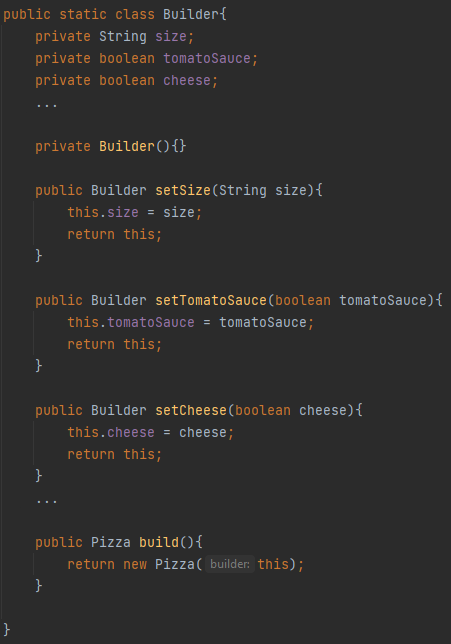 public static class Builder{
    private String size;
    private boolean tomatoSauce;
    private boolean cheese;
    ...

    private Builder(){}

    public Builder setSize(String size){
        this.size = size;
        return this;
    }

    public Builder setTomatoSauce(boolean tomatoSauce){
        this.tomatoSauce = tomatoSauce;
        return this;
    }

    public Builder setCheese(boolean cheese){
        this.cheese = cheese;
        return this;
    }
    ...

    public Pizza build(){
        return new Pizza( builder: this);
    }

}